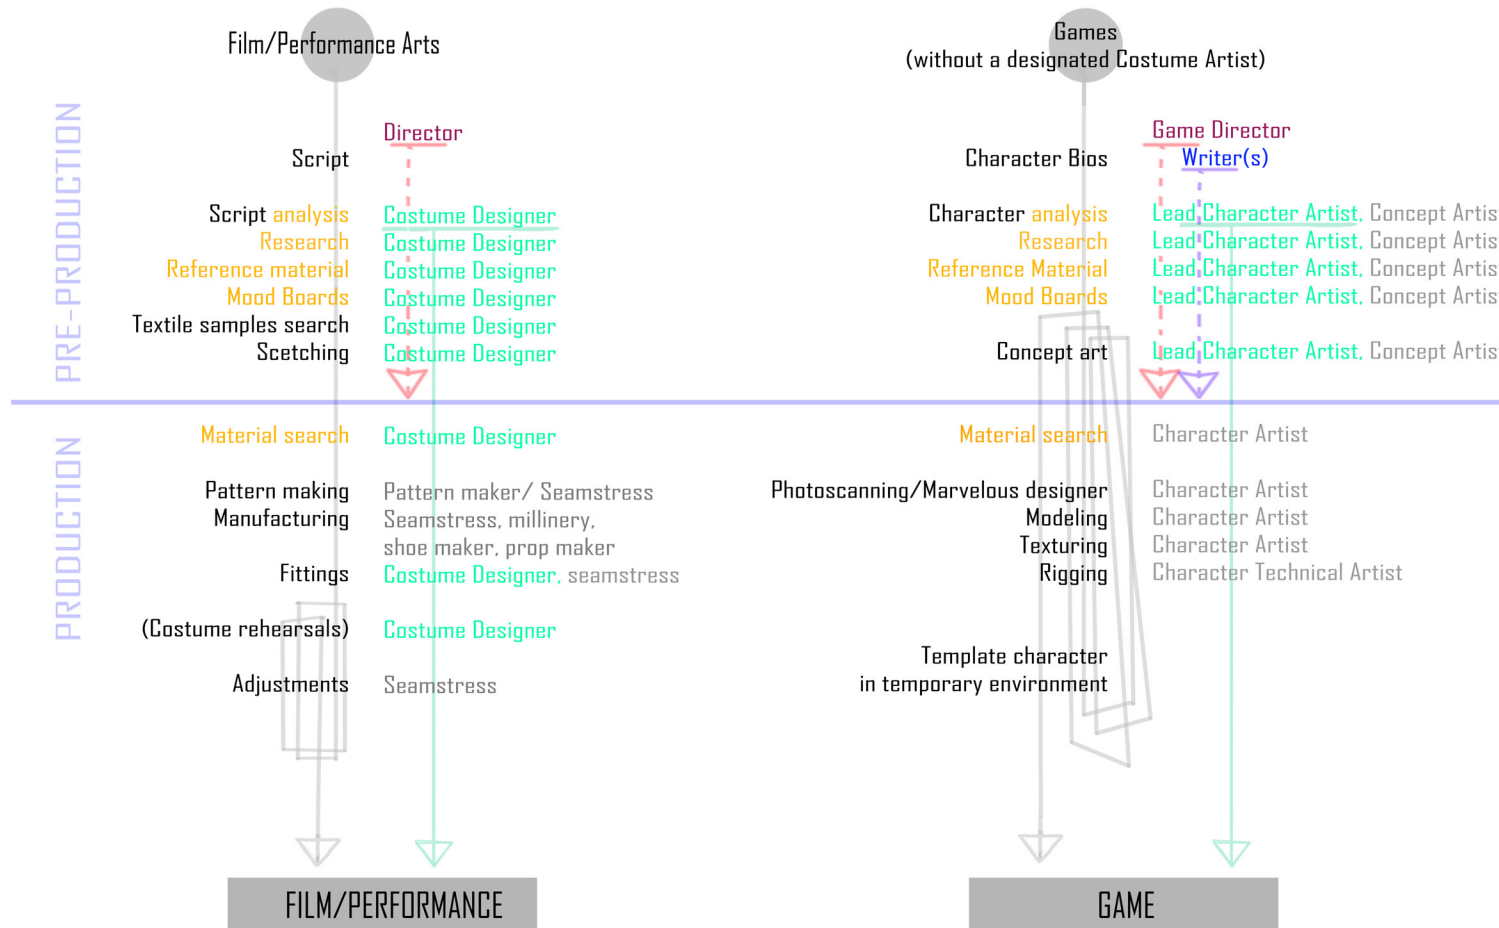 Film/Performance Arts
PRE-PRODUCTION
Director
Script
Script analysis Costume Designer
Research Costume Designer
Reference material Costume Designer
Mood Boards Costume Designer
Textile samples search Costume Designer
Scetching Costume Designer
PRODUCTION
Material search Costume Designer
Pattern making Pattern maker/ Seamstress
Manufacturing Seamstress, millinery,
shoe maker, prop maker
Fittings Costume Designer, seamstress
(Costume rehearsals) Costume Designer
Adjustments Seamstress
FILM/PERFORMANCE
Games
(without a designated Costume Artist)
Game Director
Character Bios Writer(s)
Character analysis Lead Character Artist, Concept Artis
Research Lead Character Artist, Concept Artis
Reference Material Lead Character Artist, Concept Artis
Mood Boards Lead Character Artist, Concept Artis
Concept art Lead Character Artist, Concept Artis
Material search Character Artist
Photoscanning/Marvelous designer Character Artist
Modeling Character Artist
Texturing Character Artist
Rigging Character Technical Artist
Template character
in temporary environment
GAME